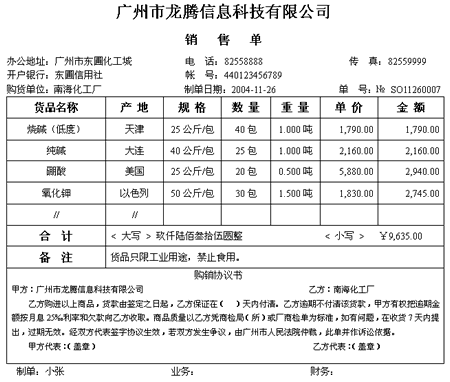 广州市龙腾信息科技有限公司
销 售 单
办公地址：广州市东圃化工城 电 话：82558888 传 真：82559999
开户银行：东圃信用社 帐 号：440123456789
购货单位：南海化工厂 制单日期：2004-11-26 单 号：№ SO11260007
货品名称 产 地 规 格 数 量 重 量 单 价 金 额
烧碱（低度） 天津 25 公斤/包 40 包 1.000 吨 1,790.00 1,790.00
纯碱 大连 40 公斤/包 25 包 1.000 吨 2,160.00 2,160.00
硼酸 美国 25 公斤/包 20 包 0.500 吨 5,880.00 2,940.00
氧化钾 以色列 50 公斤/包 30 包 1.500 吨 1,830.00 2,745.00
// //
合 计 < 大写 > 玖仟陆佰叁拾伍圆整 < 小写 > ￥9,635.00
备 注 货品只限工业用途，禁止食用。
购销协议书
甲方：广州市龙腾信息科技有限公司 乙方：南海化工厂
乙方购进以上商品，货款由签定之日起，乙方保证在（ ）天内付清。乙方逾期不付清该货款，甲方有权把逾期金
额按月息 25‰利率和欠款向乙方收取。商品质量以乙方凭商检局（所）或厂商检单为标准，如有问题，在收货 7 天内提
出，过期无效。经双方代表签字协议生效，若双方发生争议，由广州市人民法院仲裁，此单并作诉讼依据。
甲方代表：（盖章） 乙方代表：（盖章）
制单：小张 业务： 财务：